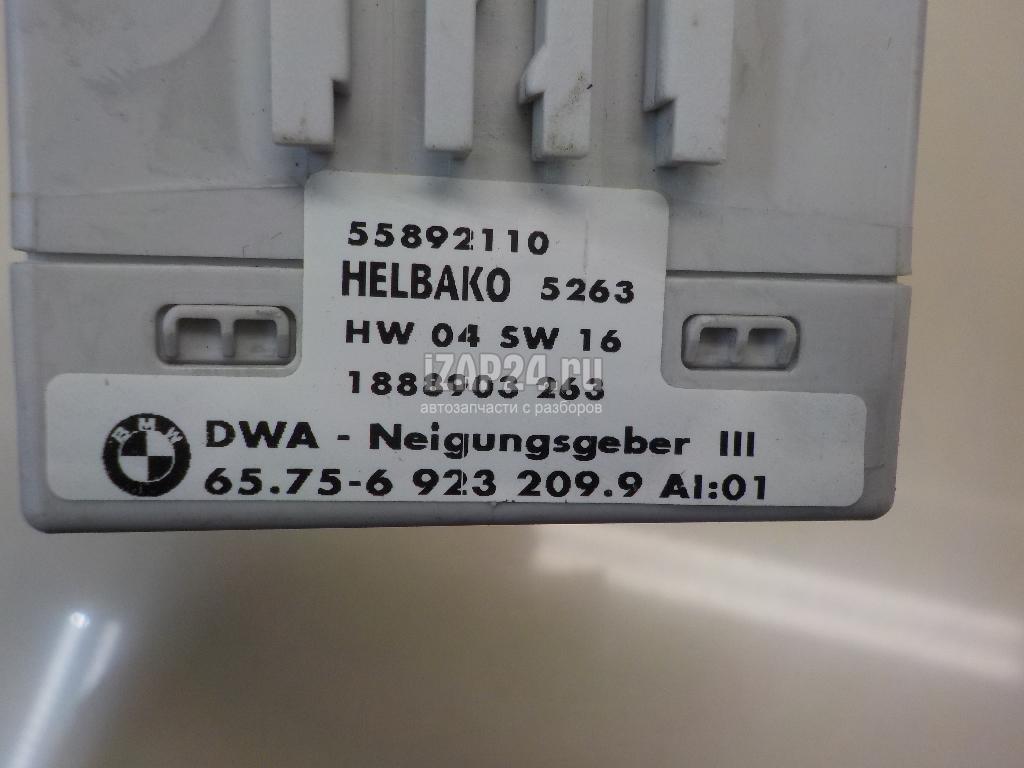 55892110
HELBAKO 5263
HW 04 SW 16
iZAP24.ru
1888903 263
автозапчасти с разборов
BMW
DWA - Neigungsgeber III
65.75-6 923 209.9 AI:01